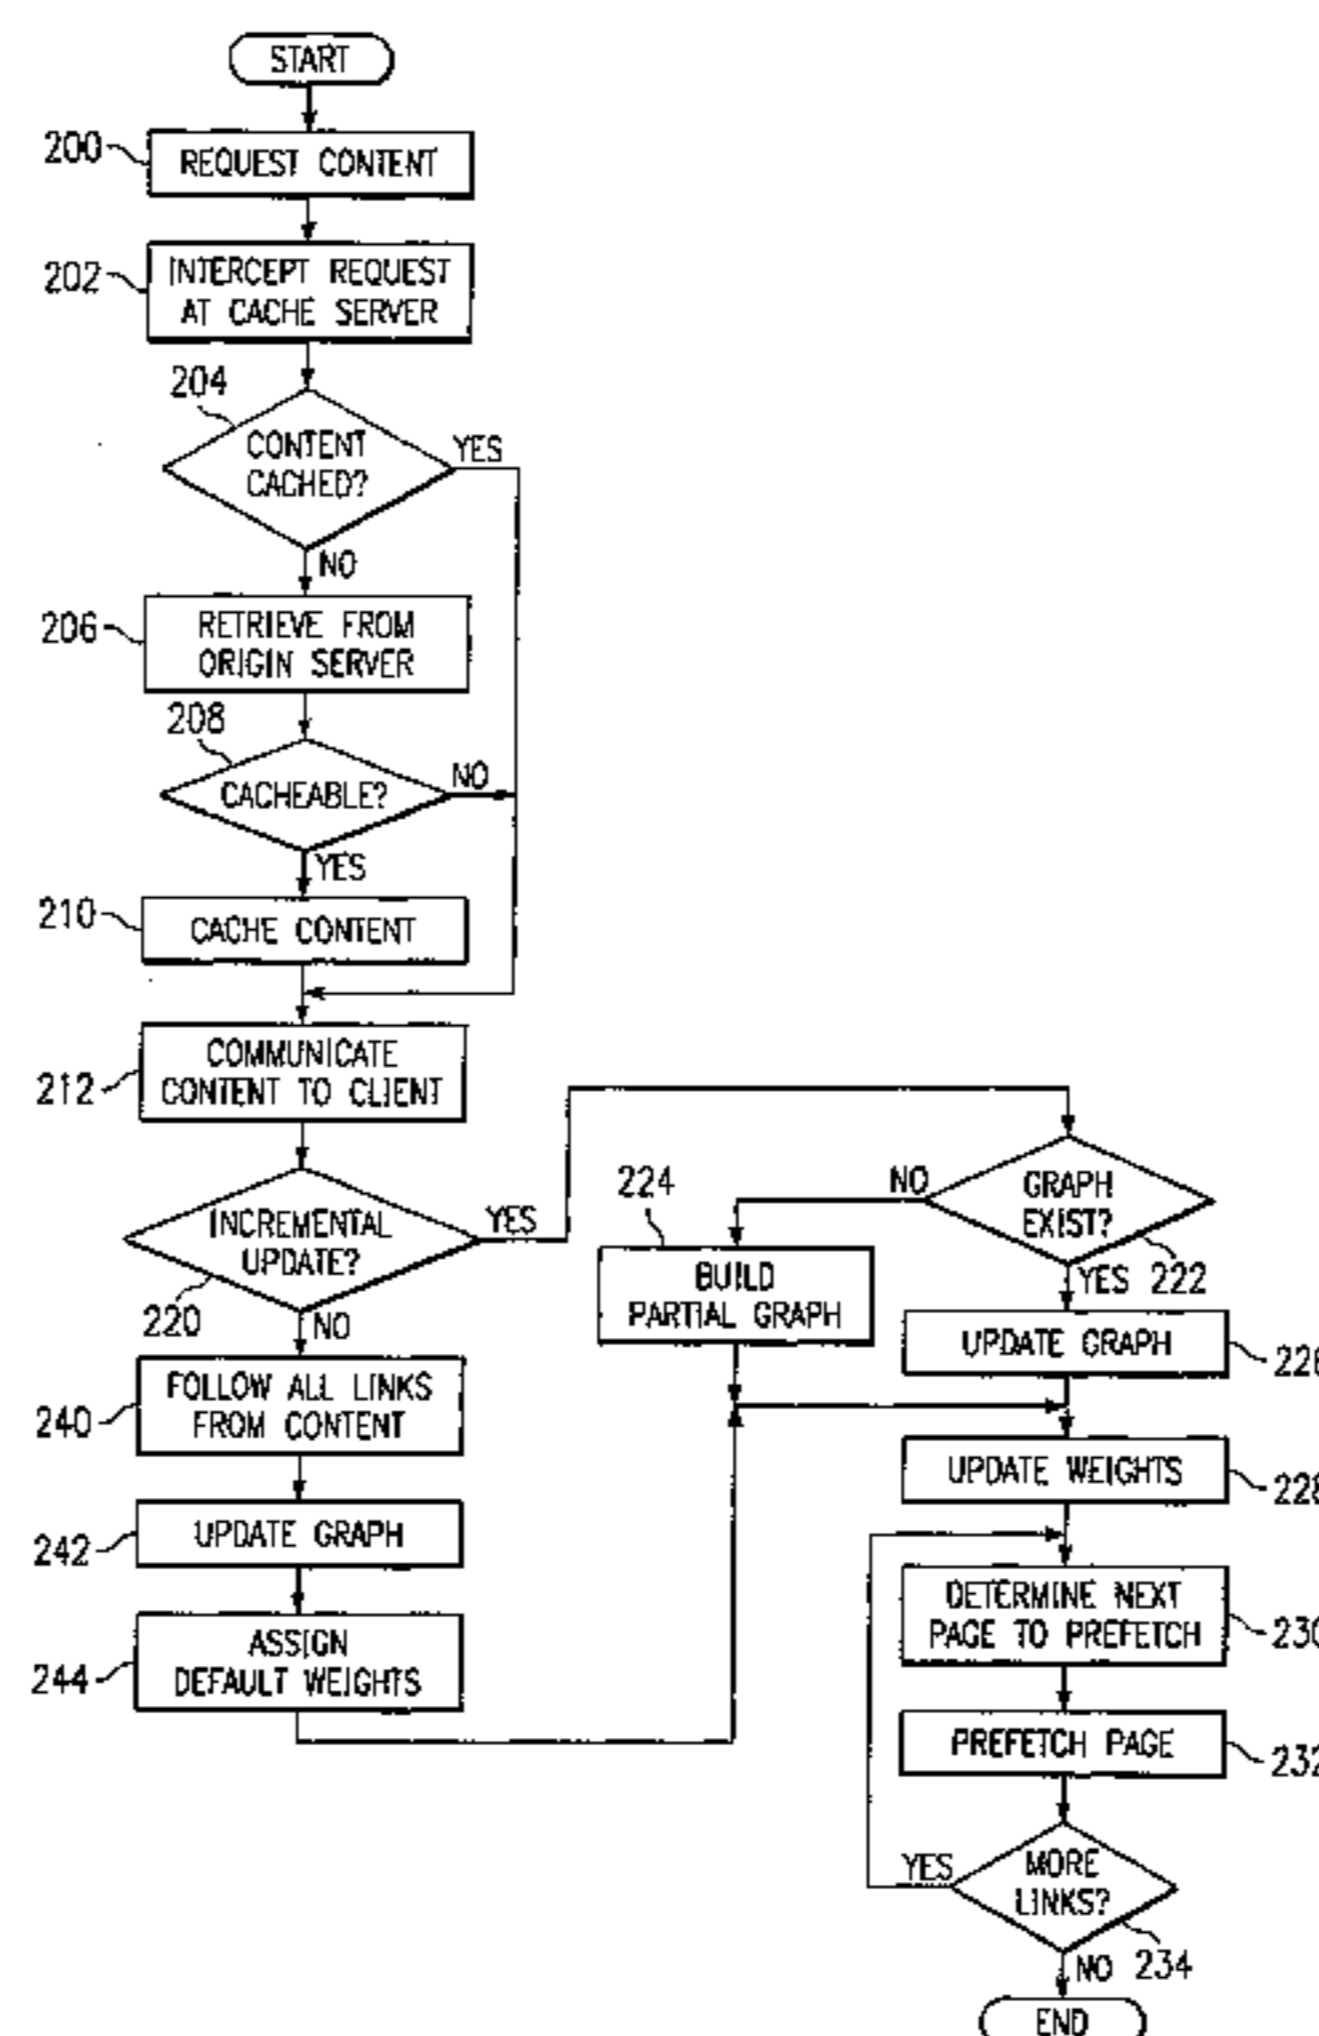 START
200
REQUEST CONTENT
202
INTERCEPT REQUEST
AT CACHE SERVER
204
CONTENT
CACHED?
YES
NO
206
RETRIEVE FROM
ORIGIN SERVER
208
CACHEABLE?
NO
YES
210
CACHE CONTENT
212
COMMUNICATE
CONTENT TO CLIENT
INCREMENTAL
UPDATE?
YES
220
NO
240
FOLLOW ALL LINKS
FROM CONTENT
242
UPDATE GRAPH
244
ASSIGN
DEFAULT WEIGHTS
GRAPH
EXIST?
NO
YES
222
224
BUILD
PARTIAL GRAPH
UPDATE GRAPH
226
UPDATE WEIGHTS
228
DETERMINE NEXT
PAGE TO PREFETCH
230
PREFETCH PAGE
232
MORE
LINKS?
YES
234
NO
END